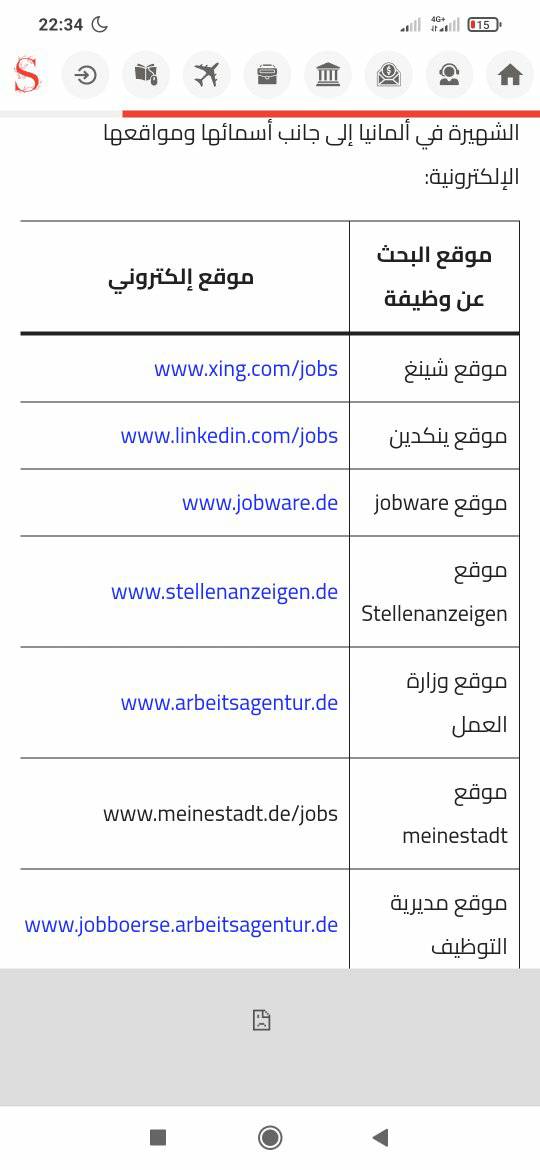 22:34
4G+
15
S
الشهيرة في ألمانيا إلى جانب أسمائها ومواقعها
الإلكترونية:
موقع البحث
عن وظيفة
موقع إلكتروني
موقع شينغ
www.xing.com/jobs
موقع ينكدين
www.linkedin.com/jobs
موقع jobware
www.jobware.de
موقع
Stellenanzeigen
www.stellenanzeigen.de
موقع وزارة
العمل
www.arbeitsagentur.de
موقع
meinestadt
www.meinestadt.de/jobs
موقع مديرية
التوظيف
www.jobboerse.arbeitsagentur.de